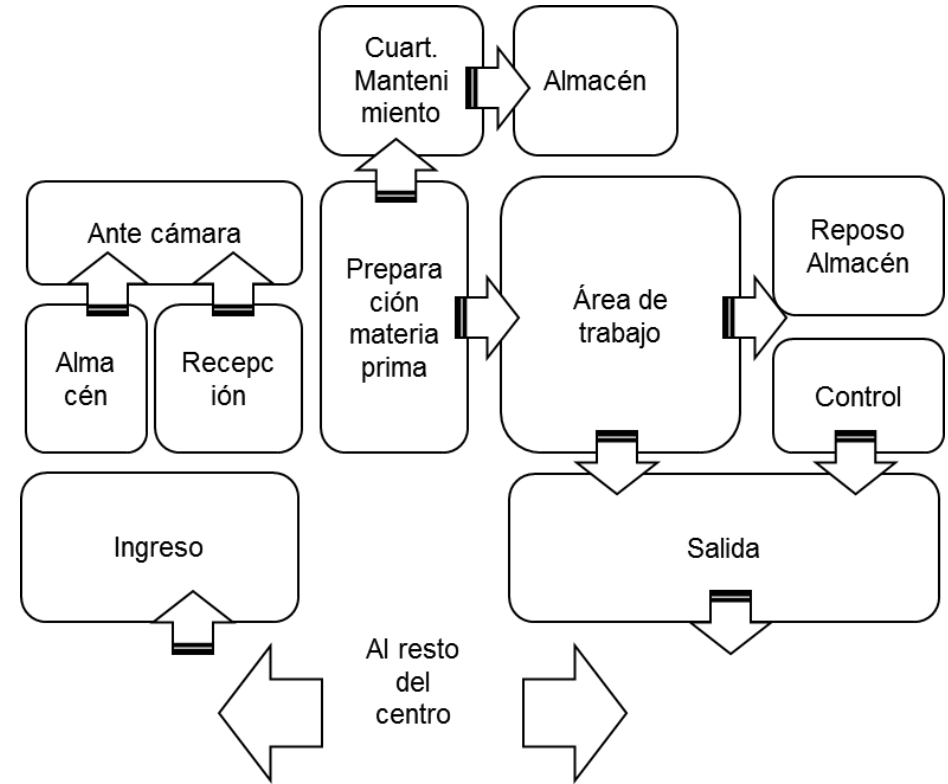 Cuart.
Manteni
miento
Almacén
Ante cámara
Alma
cén
Recepc
ión
Prepara
ción
materia
prima
Área de
trabajo
Reposo
Almacén
Control
Ingreso
Salida
Al resto
del
centro